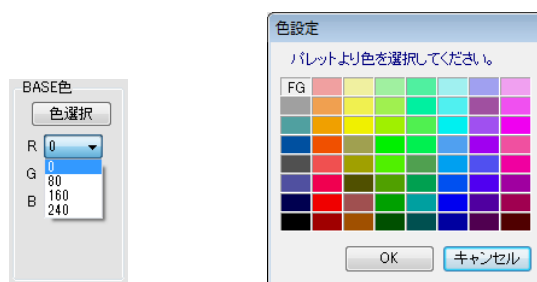 BASE色
色選択
R 0
0
80
160
240
G
B
色設定
パレットより色を選択してください。
FG
OK
キャンセル